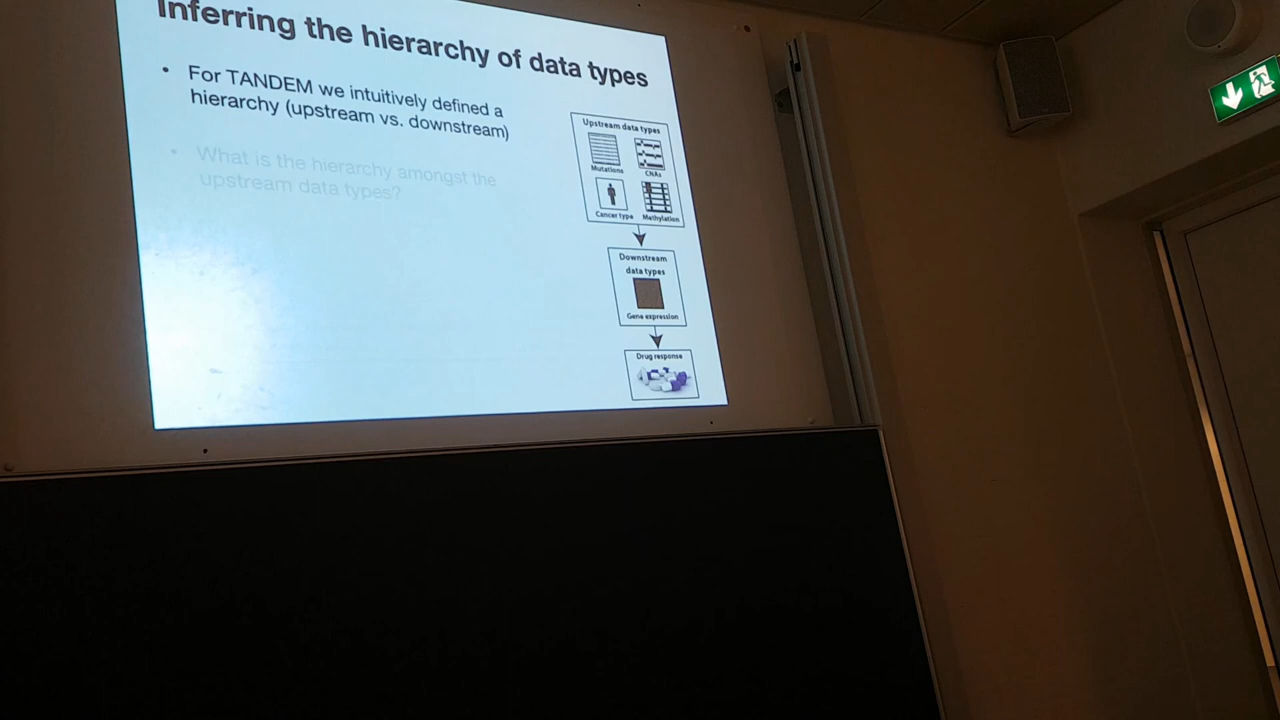 Inferring the hierarchy of data types
• For TANDEM we intuitively defined a
hierarchy (upstream vs. downstream)
• What is the hierarchy amongst the
upstream data types?
Upstream data types
Mutations
CNAs
Cancer type
Methylation
Downstream
data types
Gene expression
Drug response